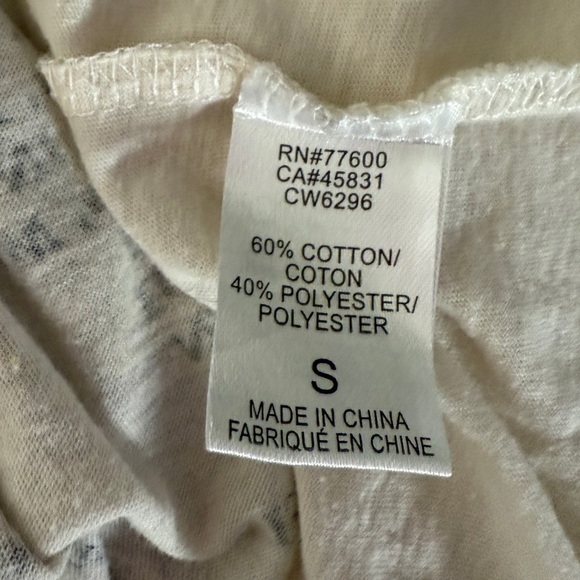 RN#77600
CA#45831
CW6296
60% COTTON/
COTON
40% POLYESTER/
POLYESTER
S
MADE IN CHINA
FABRIQUÉ EN CHINE